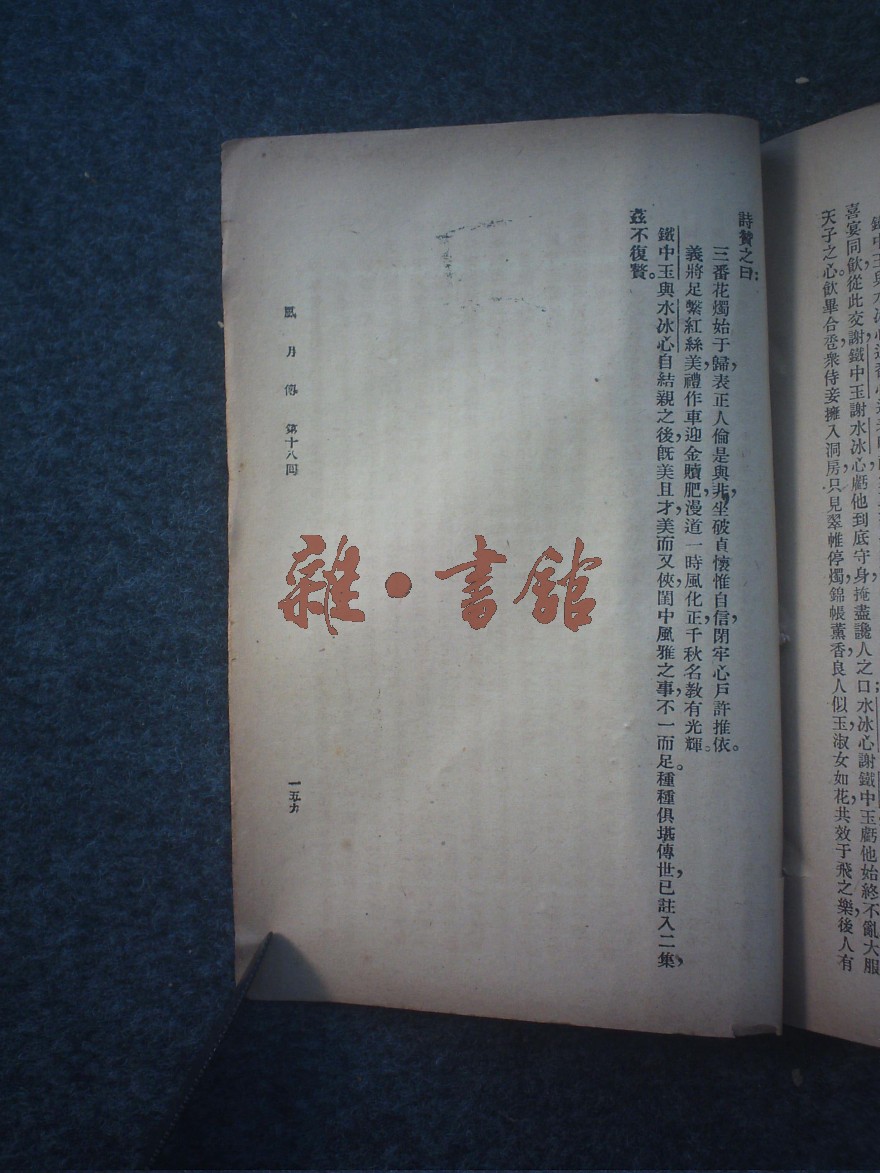 喜宴同飲從此交謝鐵中玉謝水冰心虧他到底守身,掩盡讒人之口;水冰心謝鐵中玉虧他始終不亂大服
天子之心飲畢合卺衆侍妾擁入洞房只見翠帷停燭,錦帳薰香,良人似玉,淑女如花,共效于飛之樂後人有
詩贊之曰:
三番花燭始于歸,表正人倫是與非,坐破貞懷惟自信,閉牢心戶許推依。
義將足繫紅絲美,禮作車迎金贖肥,漫道一時風化正,千秋名教有光輝。
鐵中玉與水冰心自結親之後,旣美且才,美而又俠,閨中風雅之事,不一而足。種種俱堪傳世,已註入二集,
茲不復贅。
風月傳 第十八囘
一五九
雜·書館